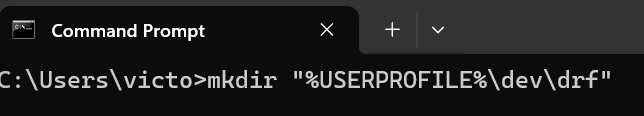 Command Prompt
C:\Users\victo>mkdir "%USERPROFILE%\dev\drf"